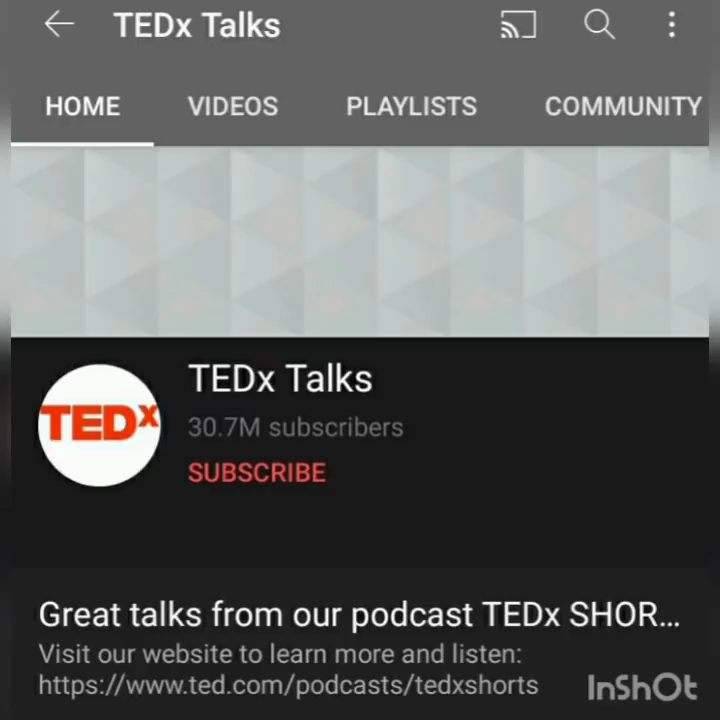 TEDx Talks
HOME VIDEOS PLAYLISTS COMMUNITY
TEDx
TEDx Talks
30.7M subscribers
SUBSCRIBE
Great talks from our podcast TEDx SHOR...
Visit our website to learn more and listen:
https://www.ted.com/podcasts/tedxshorts
InShOt